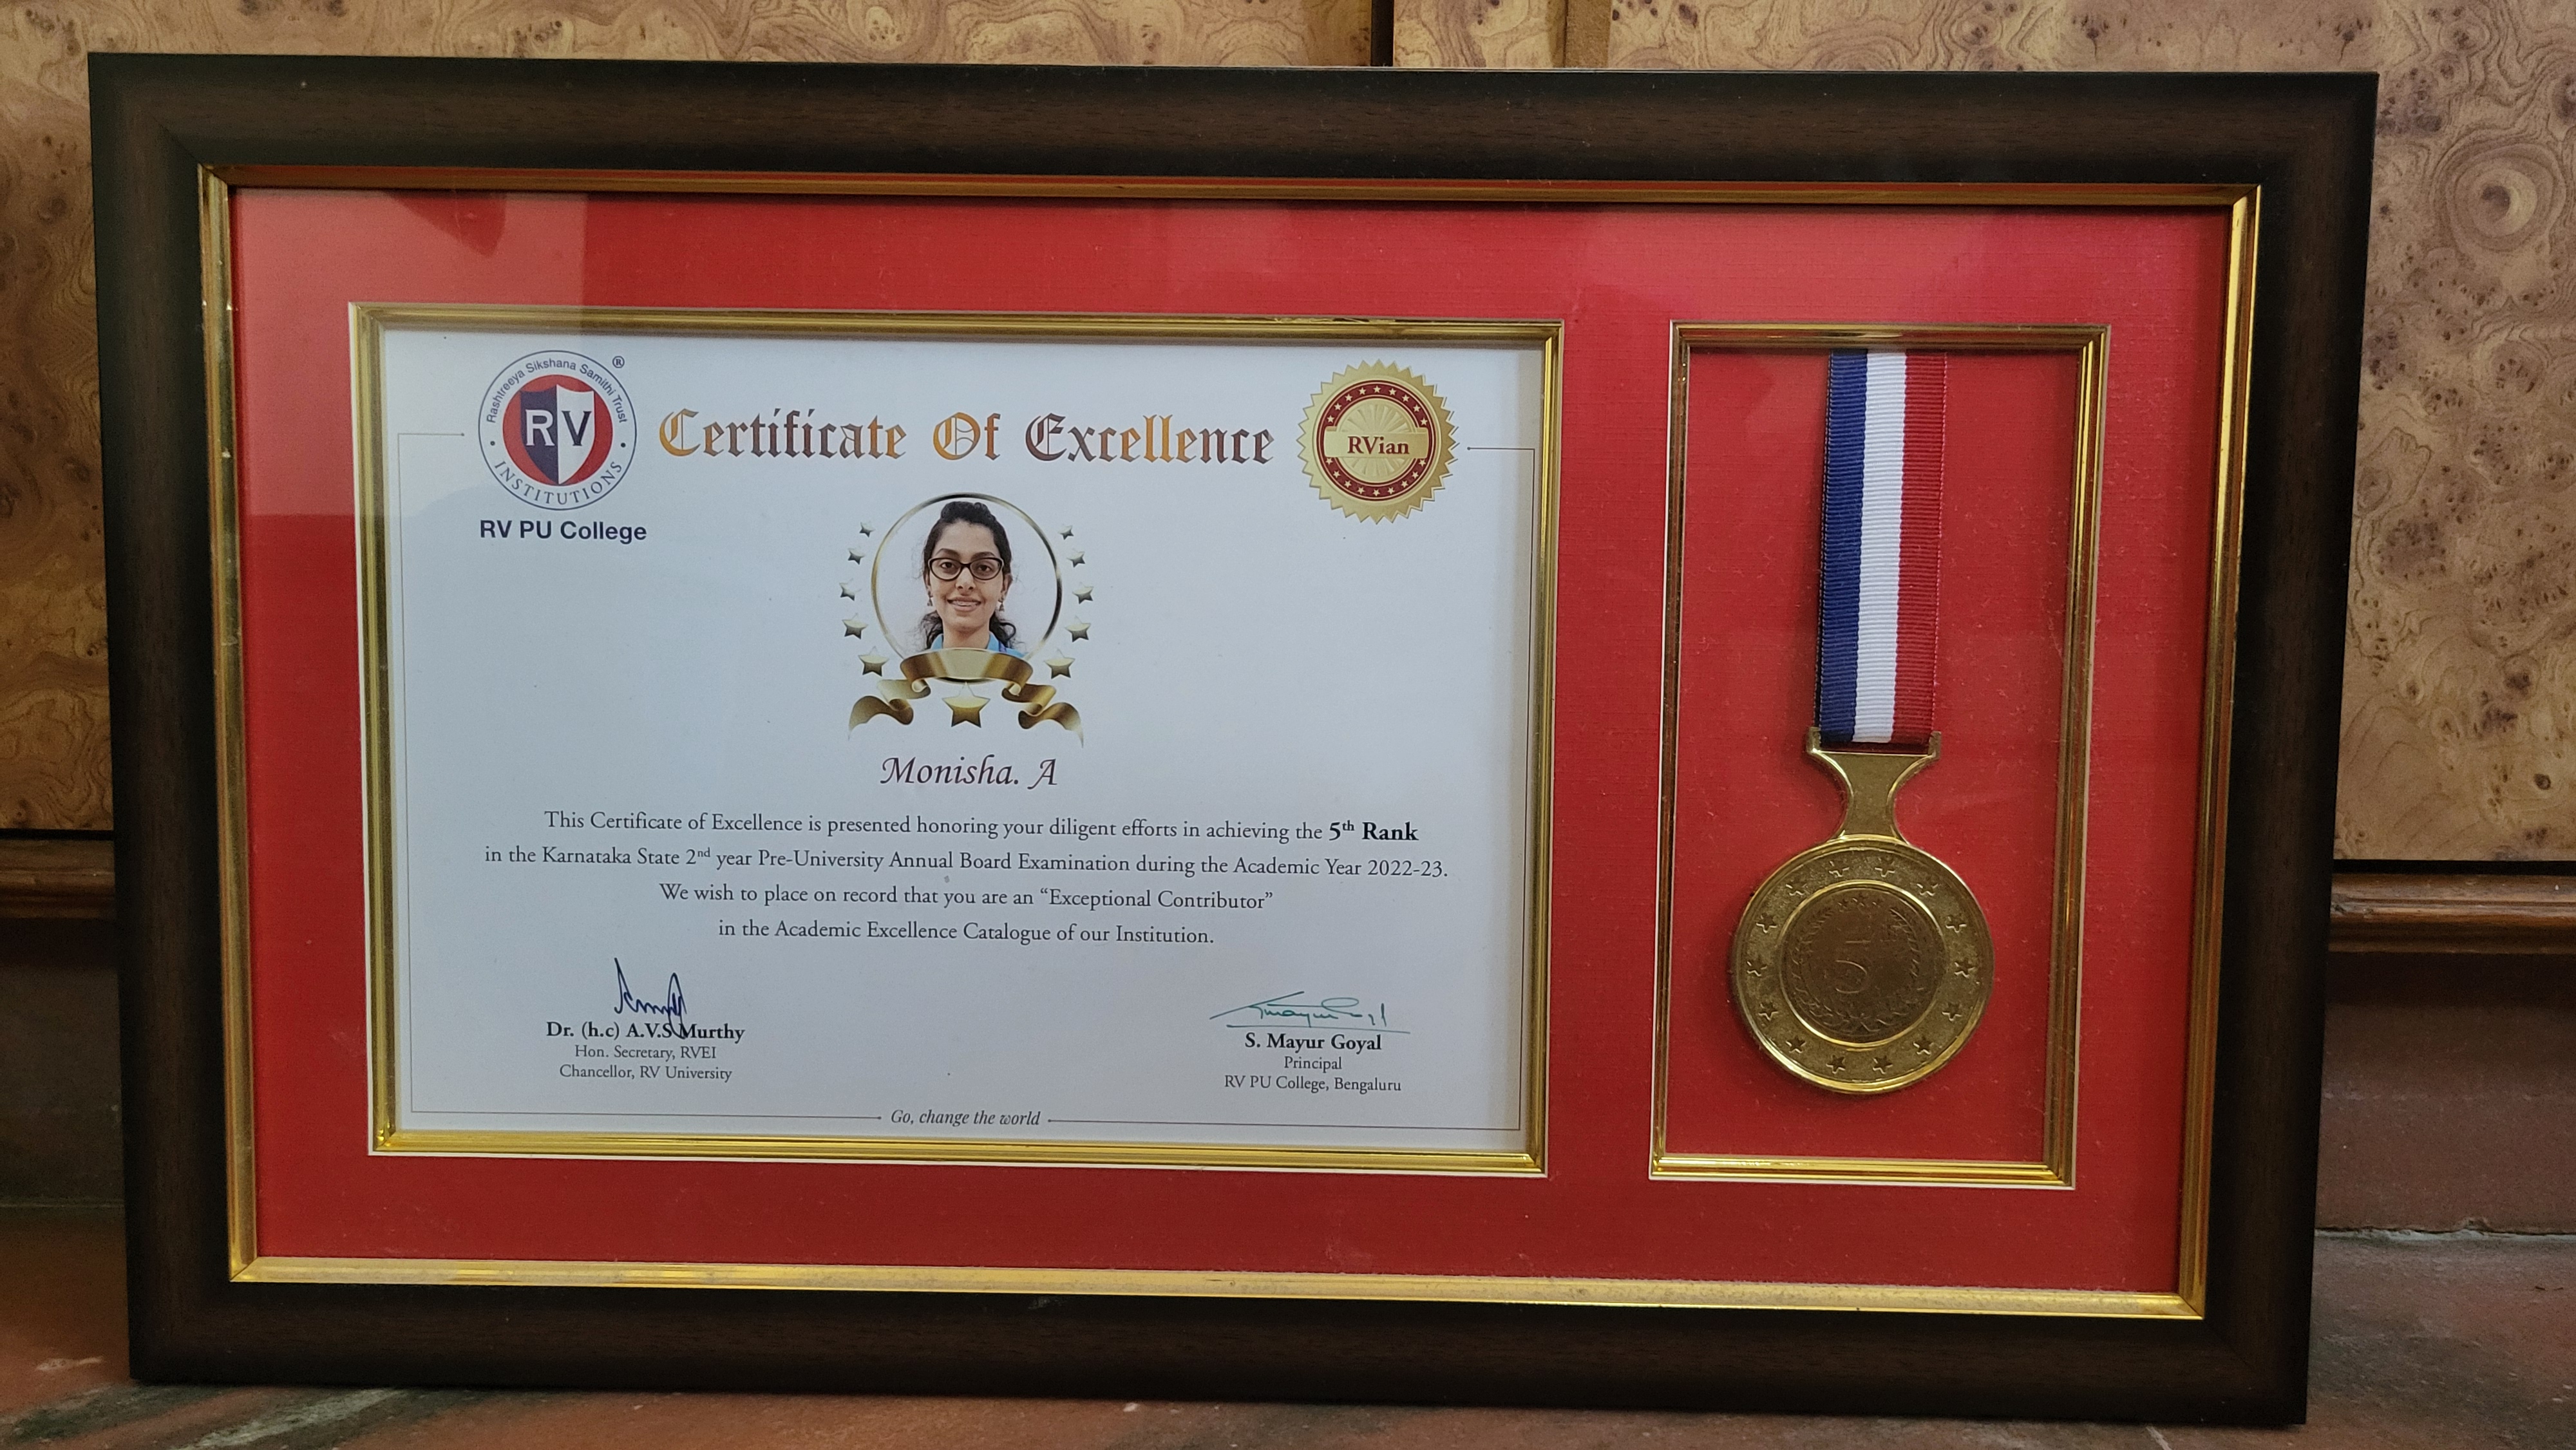 Rashtreeya Sikshana Samithi Trust ®
RV
INSTITUTIONS
RV PU College
Certificate Of Excellence
RVian
Monisha. A
This Certificate of Excellence is presented honoring your diligent efforts in achieving the 5th Rank
in the Karnataka State 2nd year Pre-University Annual Board Examination during the Academic Year 2022-23.
We wish to place on record that you are an “Exceptional Contributor”
in the Academic Excellence Catalogue of our Institution.
Dr. (h.c) A.V.S Murthy
Hon. Secretary, RVEI
Chancellor, RV University
S. Mayur Goyal
Principal
RV PU College, Bengaluru
Go, change the world
5